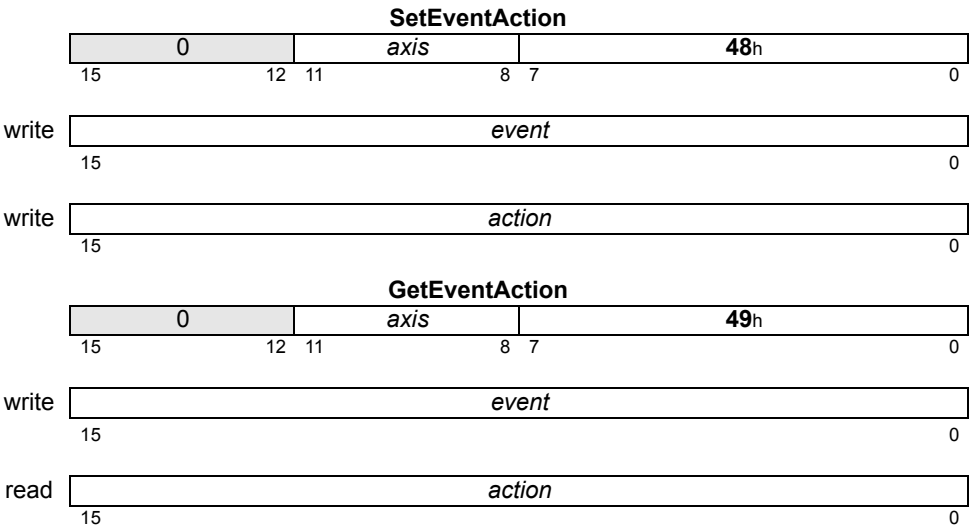 SetEventAction
0 axis 48h
15 12 11 8 7 0
write event
15 0
write action
15 0
GetEventAction
0 axis 49h
15 12 11 8 7 0
write event
15 0
read action
15 0